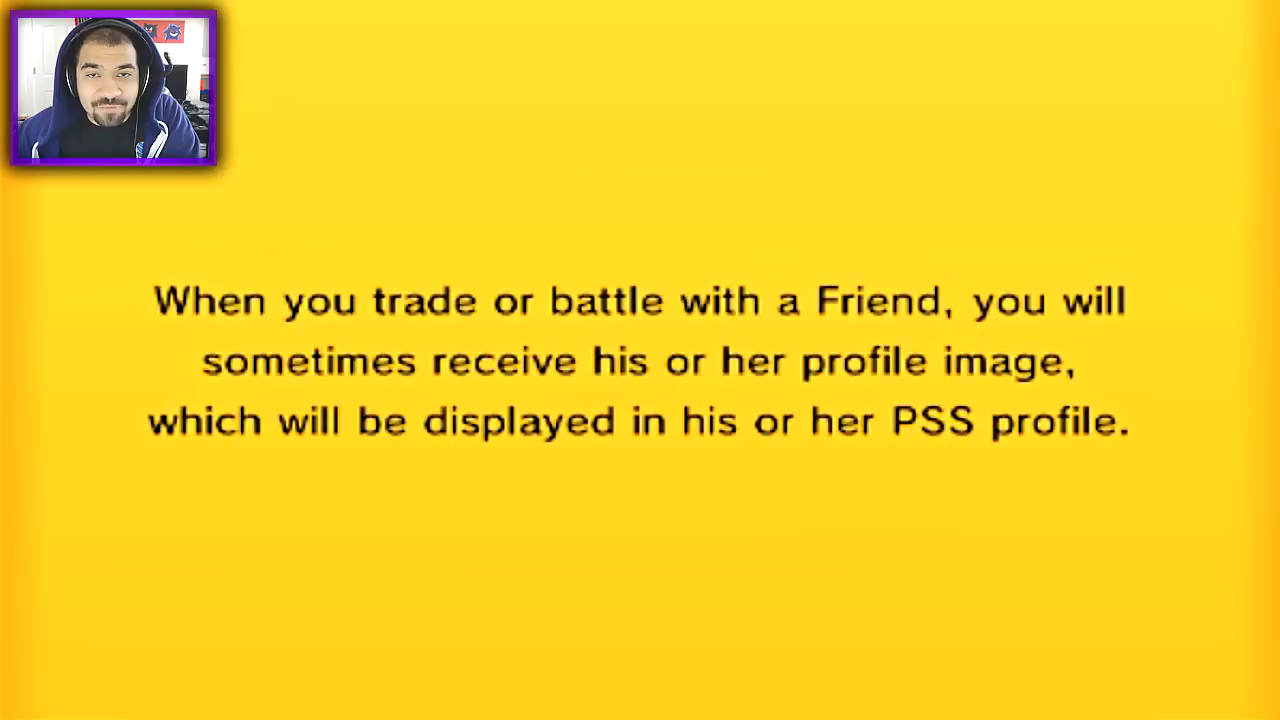 When you trade or battle with a Friend, you will
sometimes receive his or her profile image,
which will be displayed in his or her PSS profile.